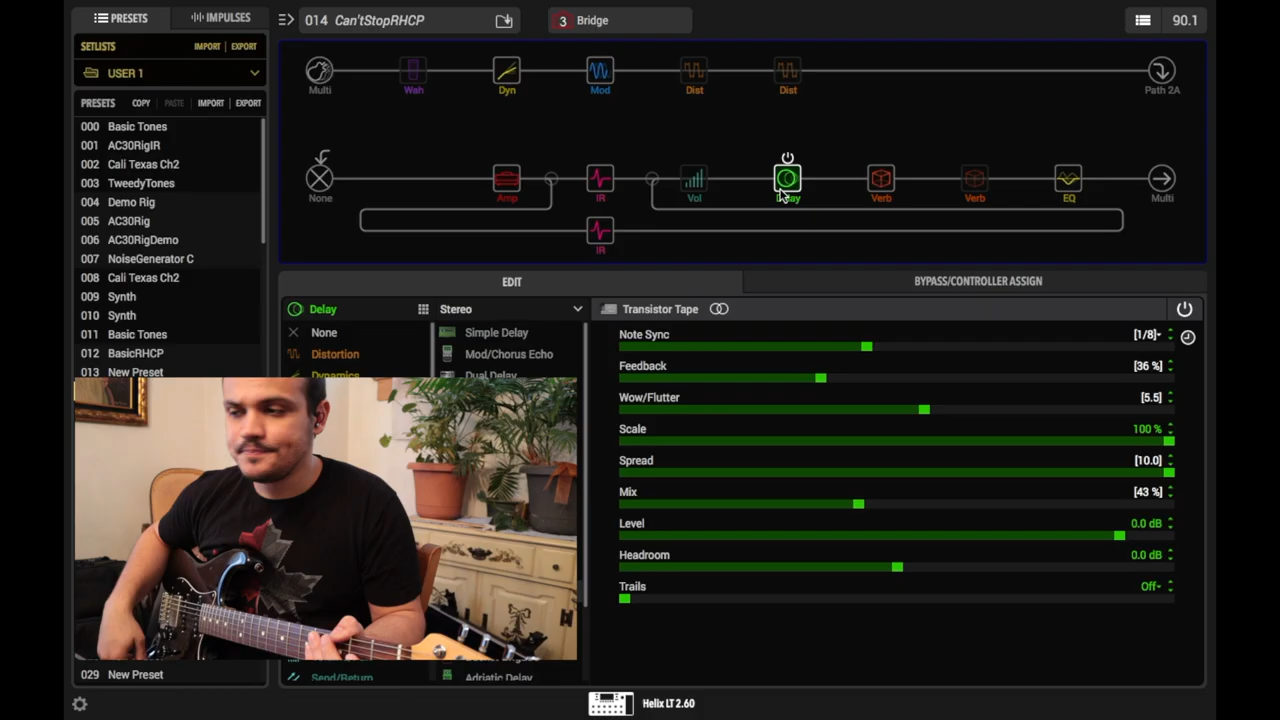 PRESETS
IMPULSES
014 Can'tStopRHCP
3 Bridge
90.1
SETLISTS IMPORT EXPORT
USER 1
PRESETS COPY PASTE IMPORT EXPORT
000 Basic Tones
001 AC30RigIR
002 Cali Texas Ch2
003 TweedyTones
004 Demo Rig
005 AC30Rig
006 AC30RigDemo
007 NoiseGenerator C
008 Cali Texas Ch2
009 Synth
010 Synth
011 Basic Tones
012 BasicRHCP
013 New Preset
029 New Preset
Multi Wah Dyn Mod Dist Dist Path 2A
None Amp IR Vol Delay Verb Verb EQ Multi
IR
EDIT
BYPASS/CONTROLLER ASSIGN
Delay
Stereo
None
Distortion
Dynamics
Send/Return
Simple Delay
Mod/Chorus Echo
Dual Delay
Adriatic Delay
Transistor Tape
Note Sync [1/8]
Feedback [36 %]
Wow/Flutter [5.5]
Scale 100 %
Spread [10.0]
Mix [43 %]
Level 0.0 dB
Headroom 0.0 dB
Trails Off
Helix LT 2.60